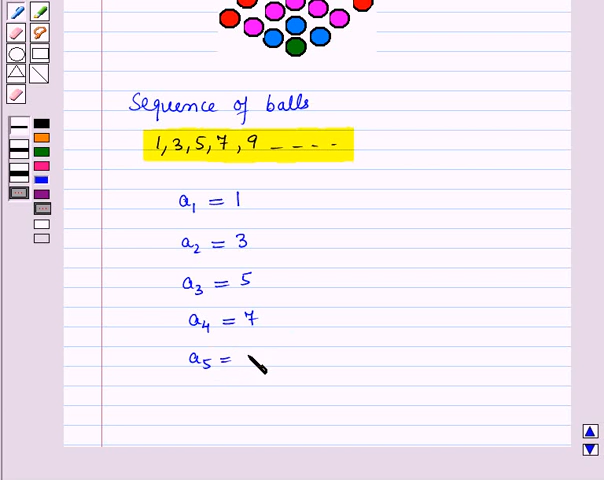 Sequence of balls
1, 3, 5, 7, 9 - - - - -
a₁ = 1
a₂ = 3
a₃ = 5
a₄ = 7
a₅ =